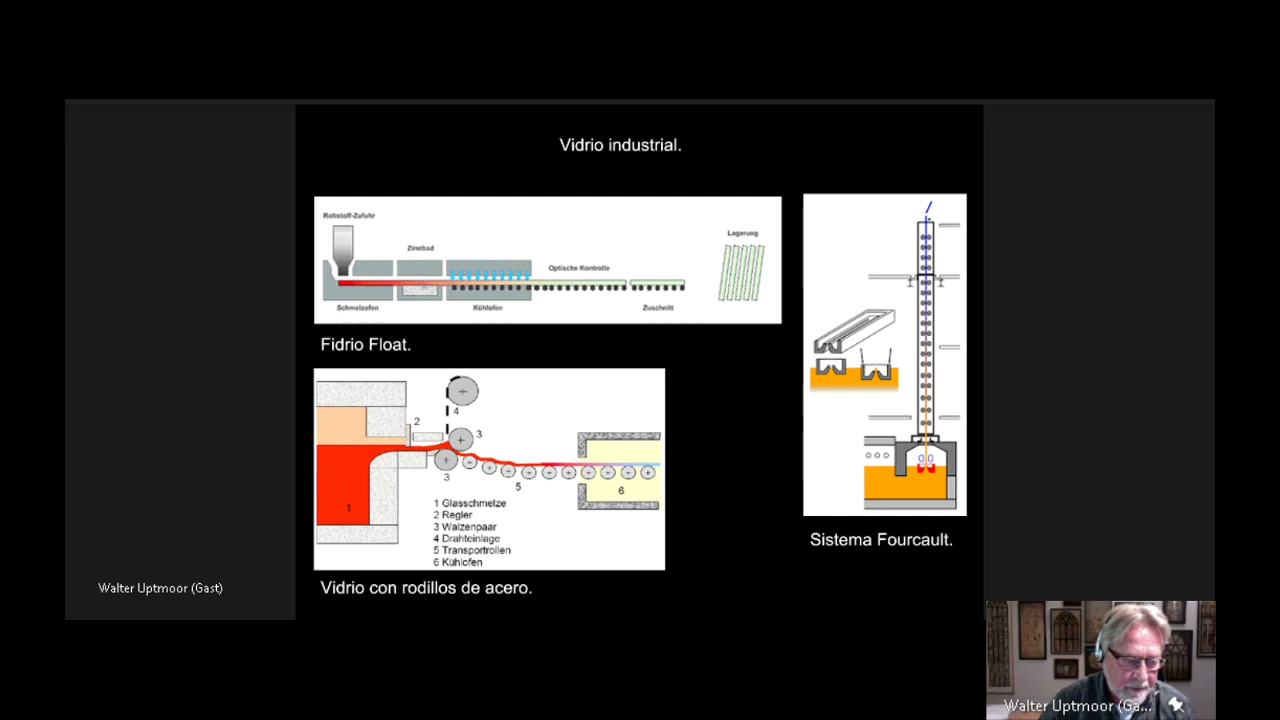 Vidrio industrial.
Rohstoff-Zufuhr
Zinnbad
Optische Kontrolle
Lagerung
Schmelzofen
Kühlofen
Zuschnitt
Fidrio Float.
2
4
3
3
5
6
1
1 Glasschmelze
2 Regler
3 Walzenpaar
4 Drahteinlage
5 Transportrollen
6 Kühlofen
Vidrio con rodillos de acero.
Sistema Fourcault.
Walter Uptmoor (Gast)
Walter Uptmoor (Ga...